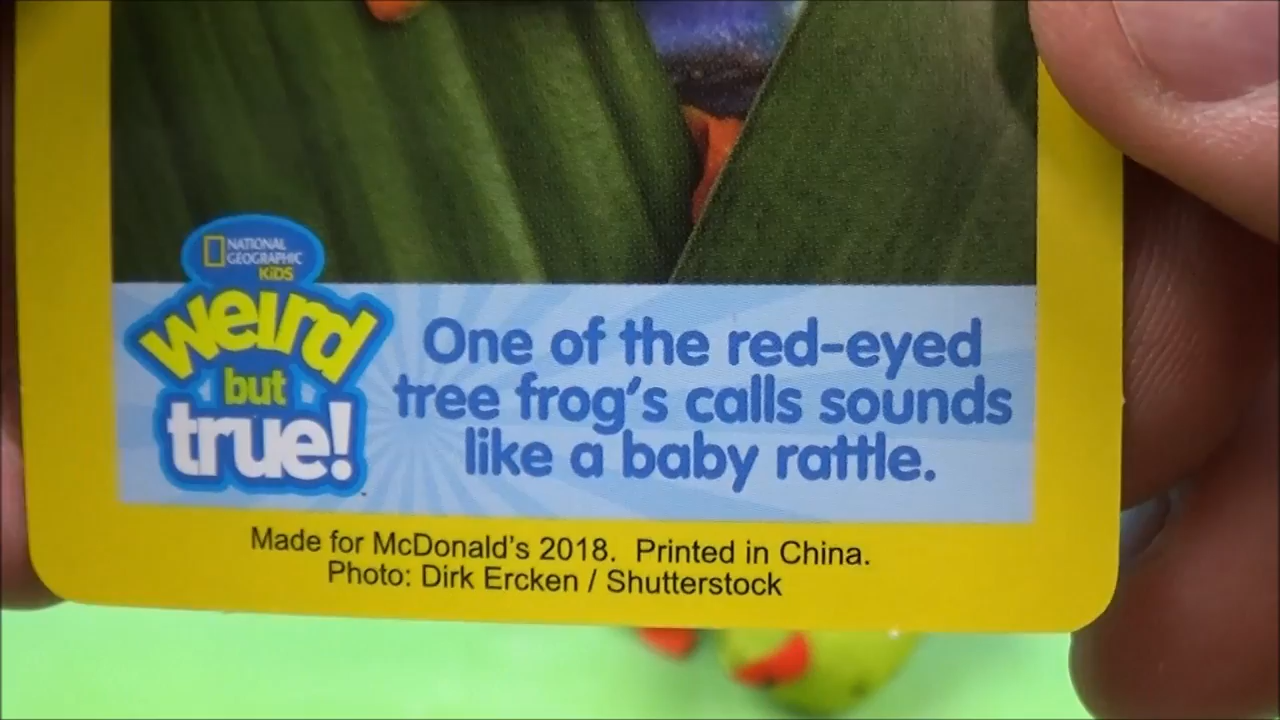 NATIONAL
GEOGRAPHIC
KiDS
weird
but
true!
One of the red-eyed
tree frog's calls sounds
like a baby rattle.
Made for McDonald's 2018.  Printed in China.
Photo: Dirk Ercken / Shutterstock